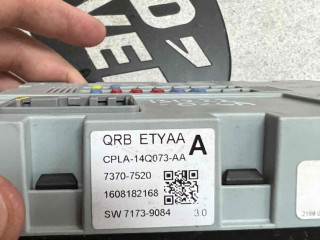 QRB ETYAA A
CPLA-14Q073-AA
7370-7520
1608182168
SW 7173-9084 3.0